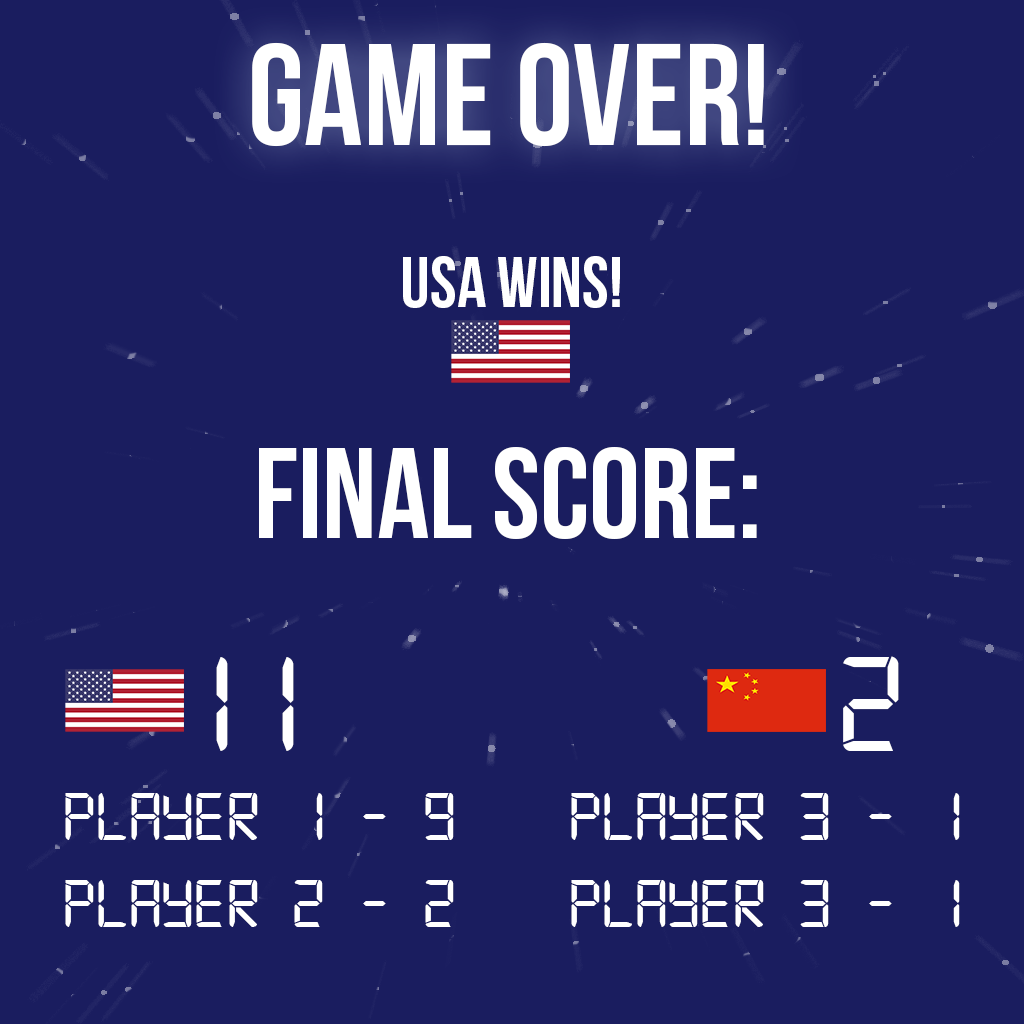 GAME OVER!
USA WINS!
FINAL SCORE:
11 2
PLAYER 1 - 9 PLAYER 3 - 1
PLAYER 2 - 2 PLAYER 3 - 1